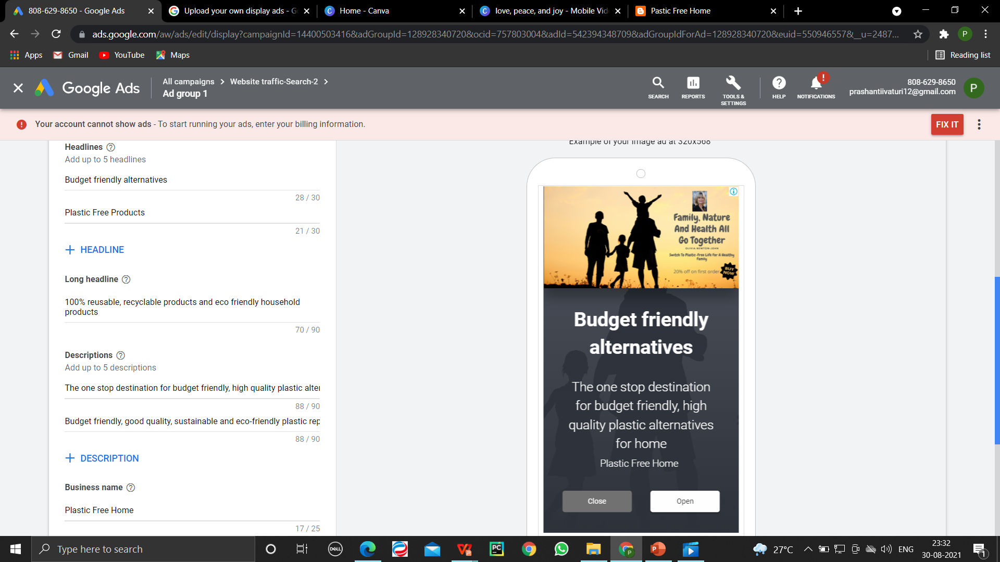 808-629-8650 - Google Ads
Upload your own display ads - G
Home - Canva
love, peace, and joy - Mobile Vid
Pastic Free Home
ads.google.com/aw/ads/edit/display?campaignId=14400503416&adGroupId=128928340720&ocid=757803004&adId=542394348709&adGroupIdForAd=128928340720&euid=550946557&__u=2487...
P
Apps
Gmail
YouTube
Maps
Reading list
Google Ads
All campaigns > Website traffic-Search-2 >
Ad group 1
SEARCH
REPORTS
TOOLS &
SETTINGS
HELP
NOTIFICATIONS
808-629-8650
prashantiivaturi12@gmail.com
P
Your account cannot show ads - To start running your ads, enter your billing information.
FIX IT
Headlines
Add up to 5 headlines
Budget friendly alternatives
28 / 30
Plastic Free Products
21 / 30
+ HEADLINE
Long headline
100% reusable, recyclable products and eco friendly household
products
70 / 90
Descriptions
Add up to 5 descriptions
The one stop destination for budget friendly, high quality plastic alter
88 / 90
Budget friendly, good quality, sustainable and eco-friendly plastic rep
88 / 90
+ DESCRIPTION
Business name
Plastic Free Home
17 / 25
Example of your image ad at 320x568
Family, Nature
And Health All
Go Together
OLIVIA NEWTON-JOHN
Switch To Plastic-Free Life For A Healthy
Family
20% off on first order
BUY
NOW
Budget friendly
alternatives
The one stop destination
for budget friendly, high
quality plastic alternatives
for home
Plastic Free Home
Close
Open
Type here to search
DELL
PC
P
27°C
ENG
23:32
30-08-2021
1